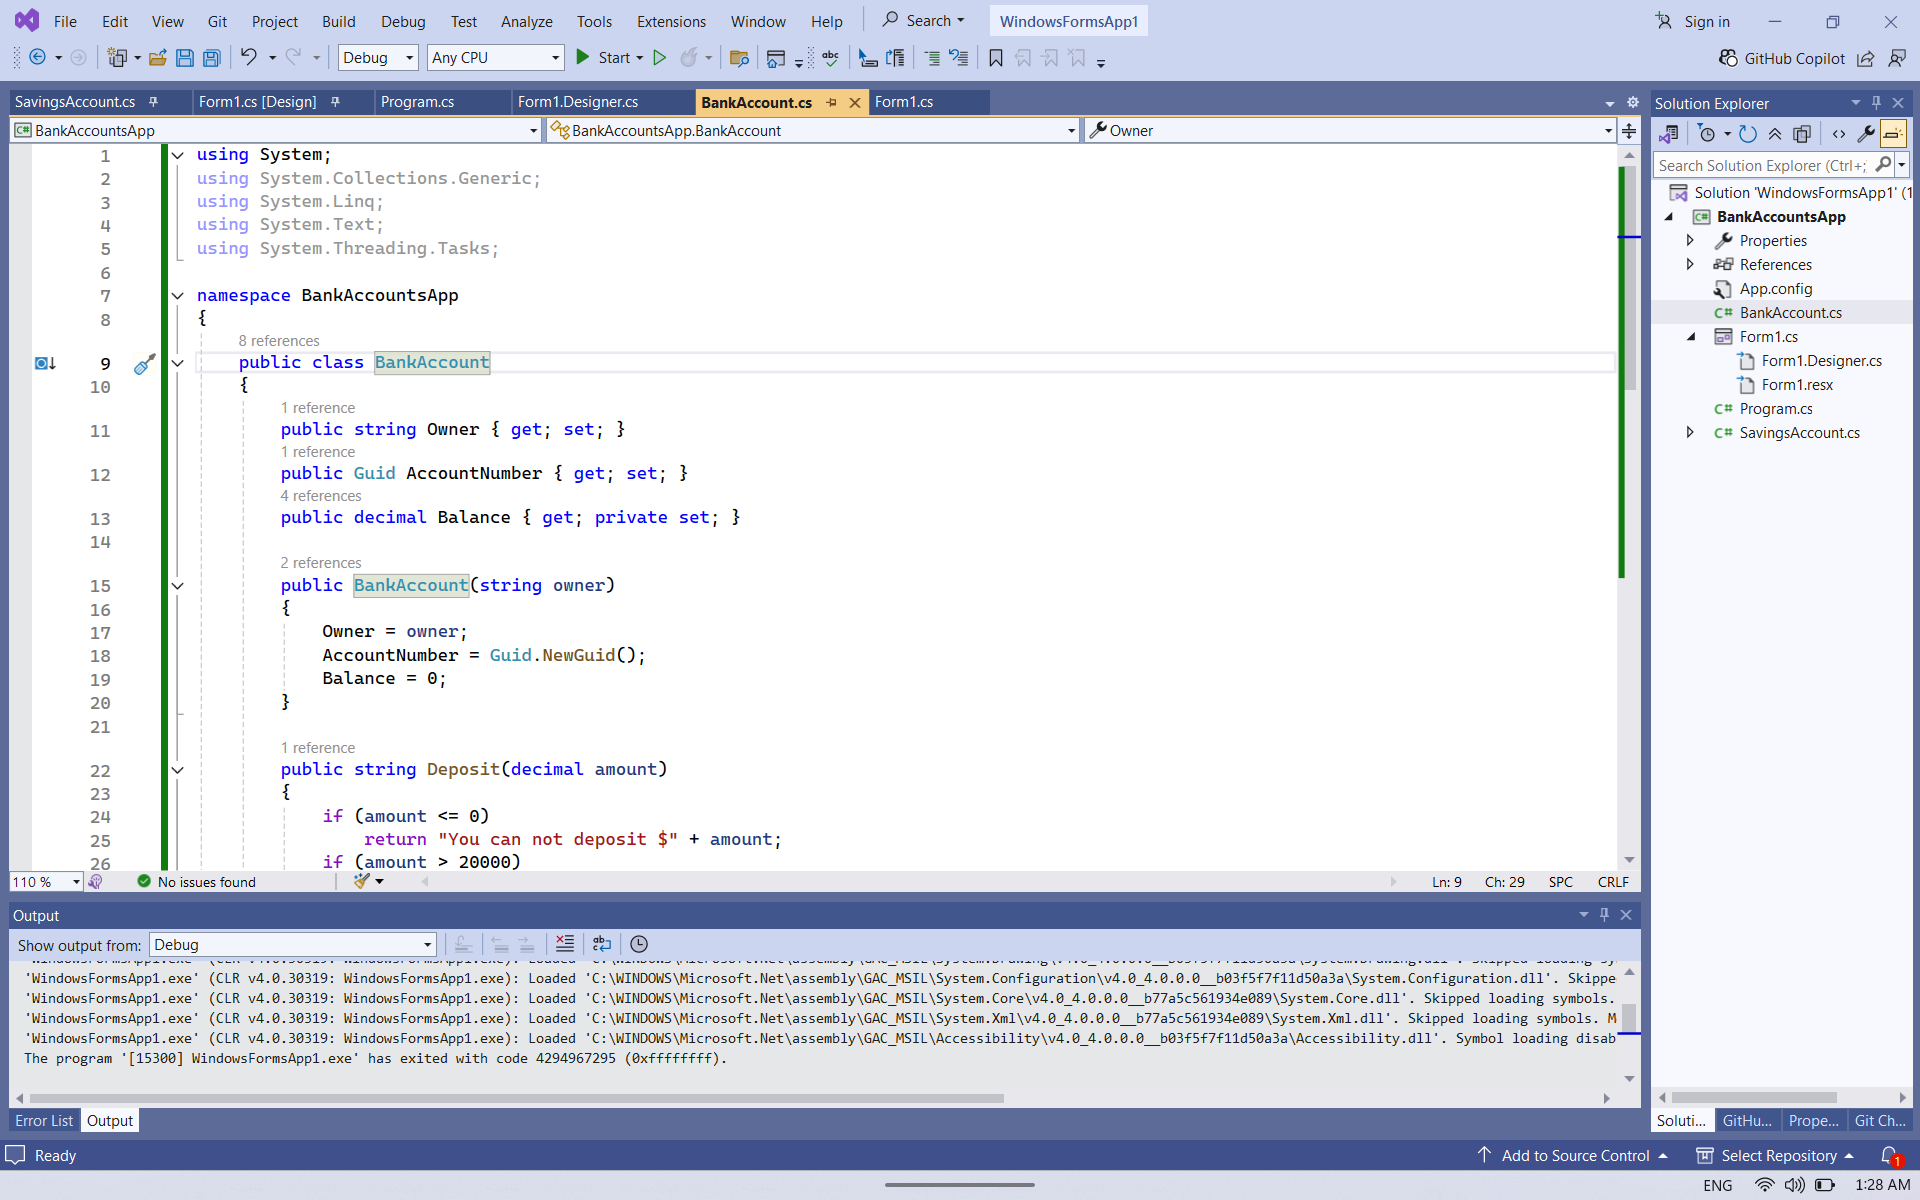 File Edit View Git Project Build Debug Test Analyze Tools Extensions Window Help Search WindowsFormsApp1 Sign in
Debug Any CPU Start GitHub Copilot
SavingsAccount.cs Form1.cs [Design] Program.cs Form1.Designer.cs BankAccount.cs Form1.cs
BankAccountsApp BankAccountsApp.BankAccount Owner
1 using System;
2 using System.Collections.Generic;
3 using System.Linq;
4 using System.Text;
5 using System.Threading.Tasks;
6
7 namespace BankAccountsApp
8 {
8 references
9 public class BankAccount
10 {
1 reference
11 public string Owner { get; set; }
1 reference
12 public Guid AccountNumber { get; set; }
4 references
13 public decimal Balance { get; private set; }
14
2 references
15 public BankAccount(string owner)
16 {
17 Owner = owner;
18 AccountNumber = Guid.NewGuid();
19 Balance = 0;
20 }
21
1 reference
22 public string Deposit(decimal amount)
23 {
24 if (amount <= 0)
25 return "You can not deposit $" + amount;
26 if (amount > 20000)
110 % No issues found Ln: 9 Ch: 29 SPC CRLF
Output
Show output from: Debug
'WindowsFormsApp1.exe' (CLR v4.0.30319: WindowsFormsApp1.exe): Loaded 'C:\WINDOWS\Microsoft.Net\assembly\GAC_MSIL\System.Configuration\v4.0_4.0.0.0__b03f5f7f11d50a3a\System.Configuration.dll'. Skippe
'WindowsFormsApp1.exe' (CLR v4.0.30319: WindowsFormsApp1.exe): Loaded 'C:\WINDOWS\Microsoft.Net\assembly\GAC_MSIL\System.Core\v4.0_4.0.0.0__b77a5c561934e089\System.Core.dll'. Skipped loading symbols.
'WindowsFormsApp1.exe' (CLR v4.0.30319: WindowsFormsApp1.exe): Loaded 'C:\WINDOWS\Microsoft.Net\assembly\GAC_MSIL\System.Xml\v4.0_4.0.0.0__b77a5c561934e089\System.Xml.dll'. Skipped loading symbols. M
'WindowsFormsApp1.exe' (CLR v4.0.30319: WindowsFormsApp1.exe): Loaded 'C:\WINDOWS\Microsoft.Net\assembly\GAC_MSIL\Accessibility\v4.0_4.0.0.0__b03f5f7f11d50a3a\Accessibility.dll'. Symbol loading disab
The program '[15300] WindowsFormsApp1.exe' has exited with code 4294967295 (0xffffffff).
Error List Output
Solution Explorer
Search Solution Explorer (Ctrl+;
Solution 'WindowsFormsApp1' (1
BankAccountsApp
Properties
References
App.config
BankAccount.cs
Form1.cs
Form1.Designer.cs
Form1.resx
Program.cs
SavingsAccount.cs
Soluti... GitHu... Prope... Git Ch...
Ready Add to Source Control Select Repository 1
ENG 1:28 AM